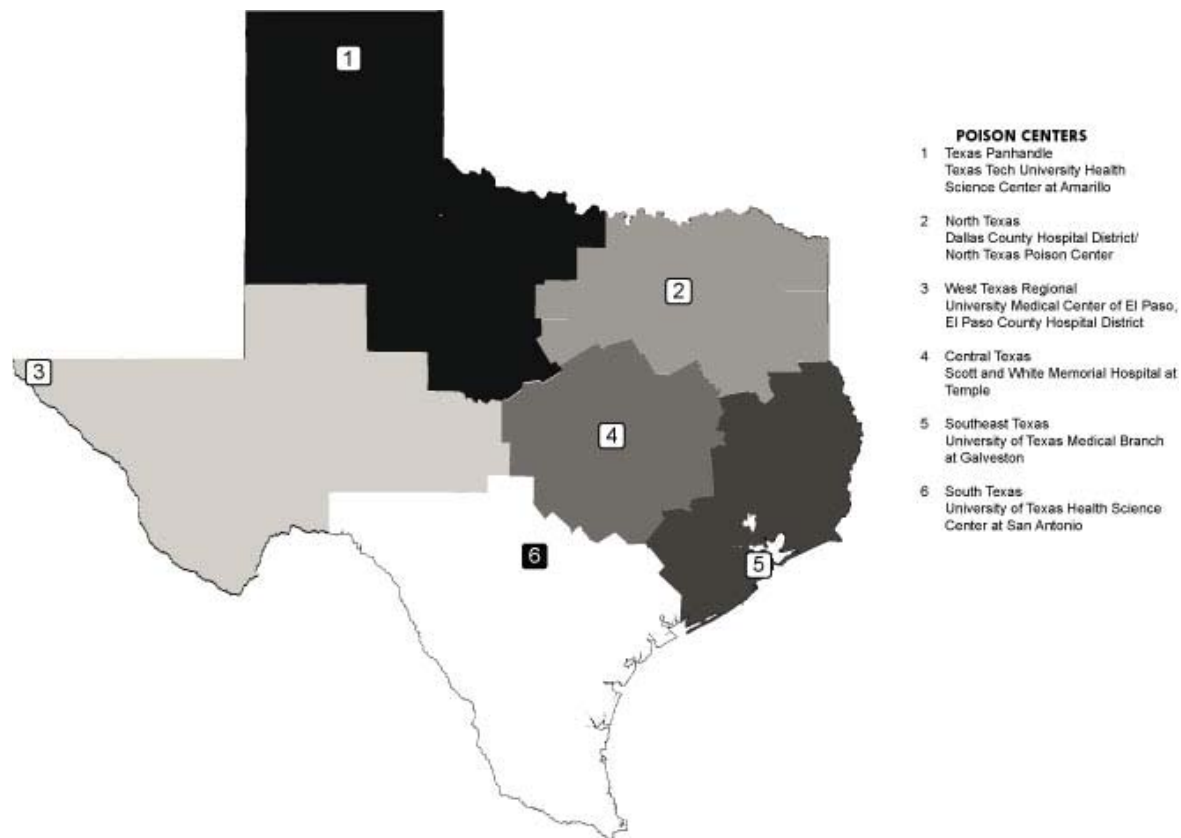 1
2
3
4
5
6
POISON CENTERS
1 Texas Panhandle
Texas Tech University Health
Science Center at Amarillo
2 North Texas
Dallas County Hospital District/
North Texas Poison Center
3 West Texas Regional
University Medical Center of El Paso,
El Paso County Hospital District
4 Central Texas
Scott and White Memorial Hospital at
Temple
5 Southeast Texas
University of Texas Medical Branch
at Galveston
6 South Texas
University of Texas Health Science
Center at San Antonio